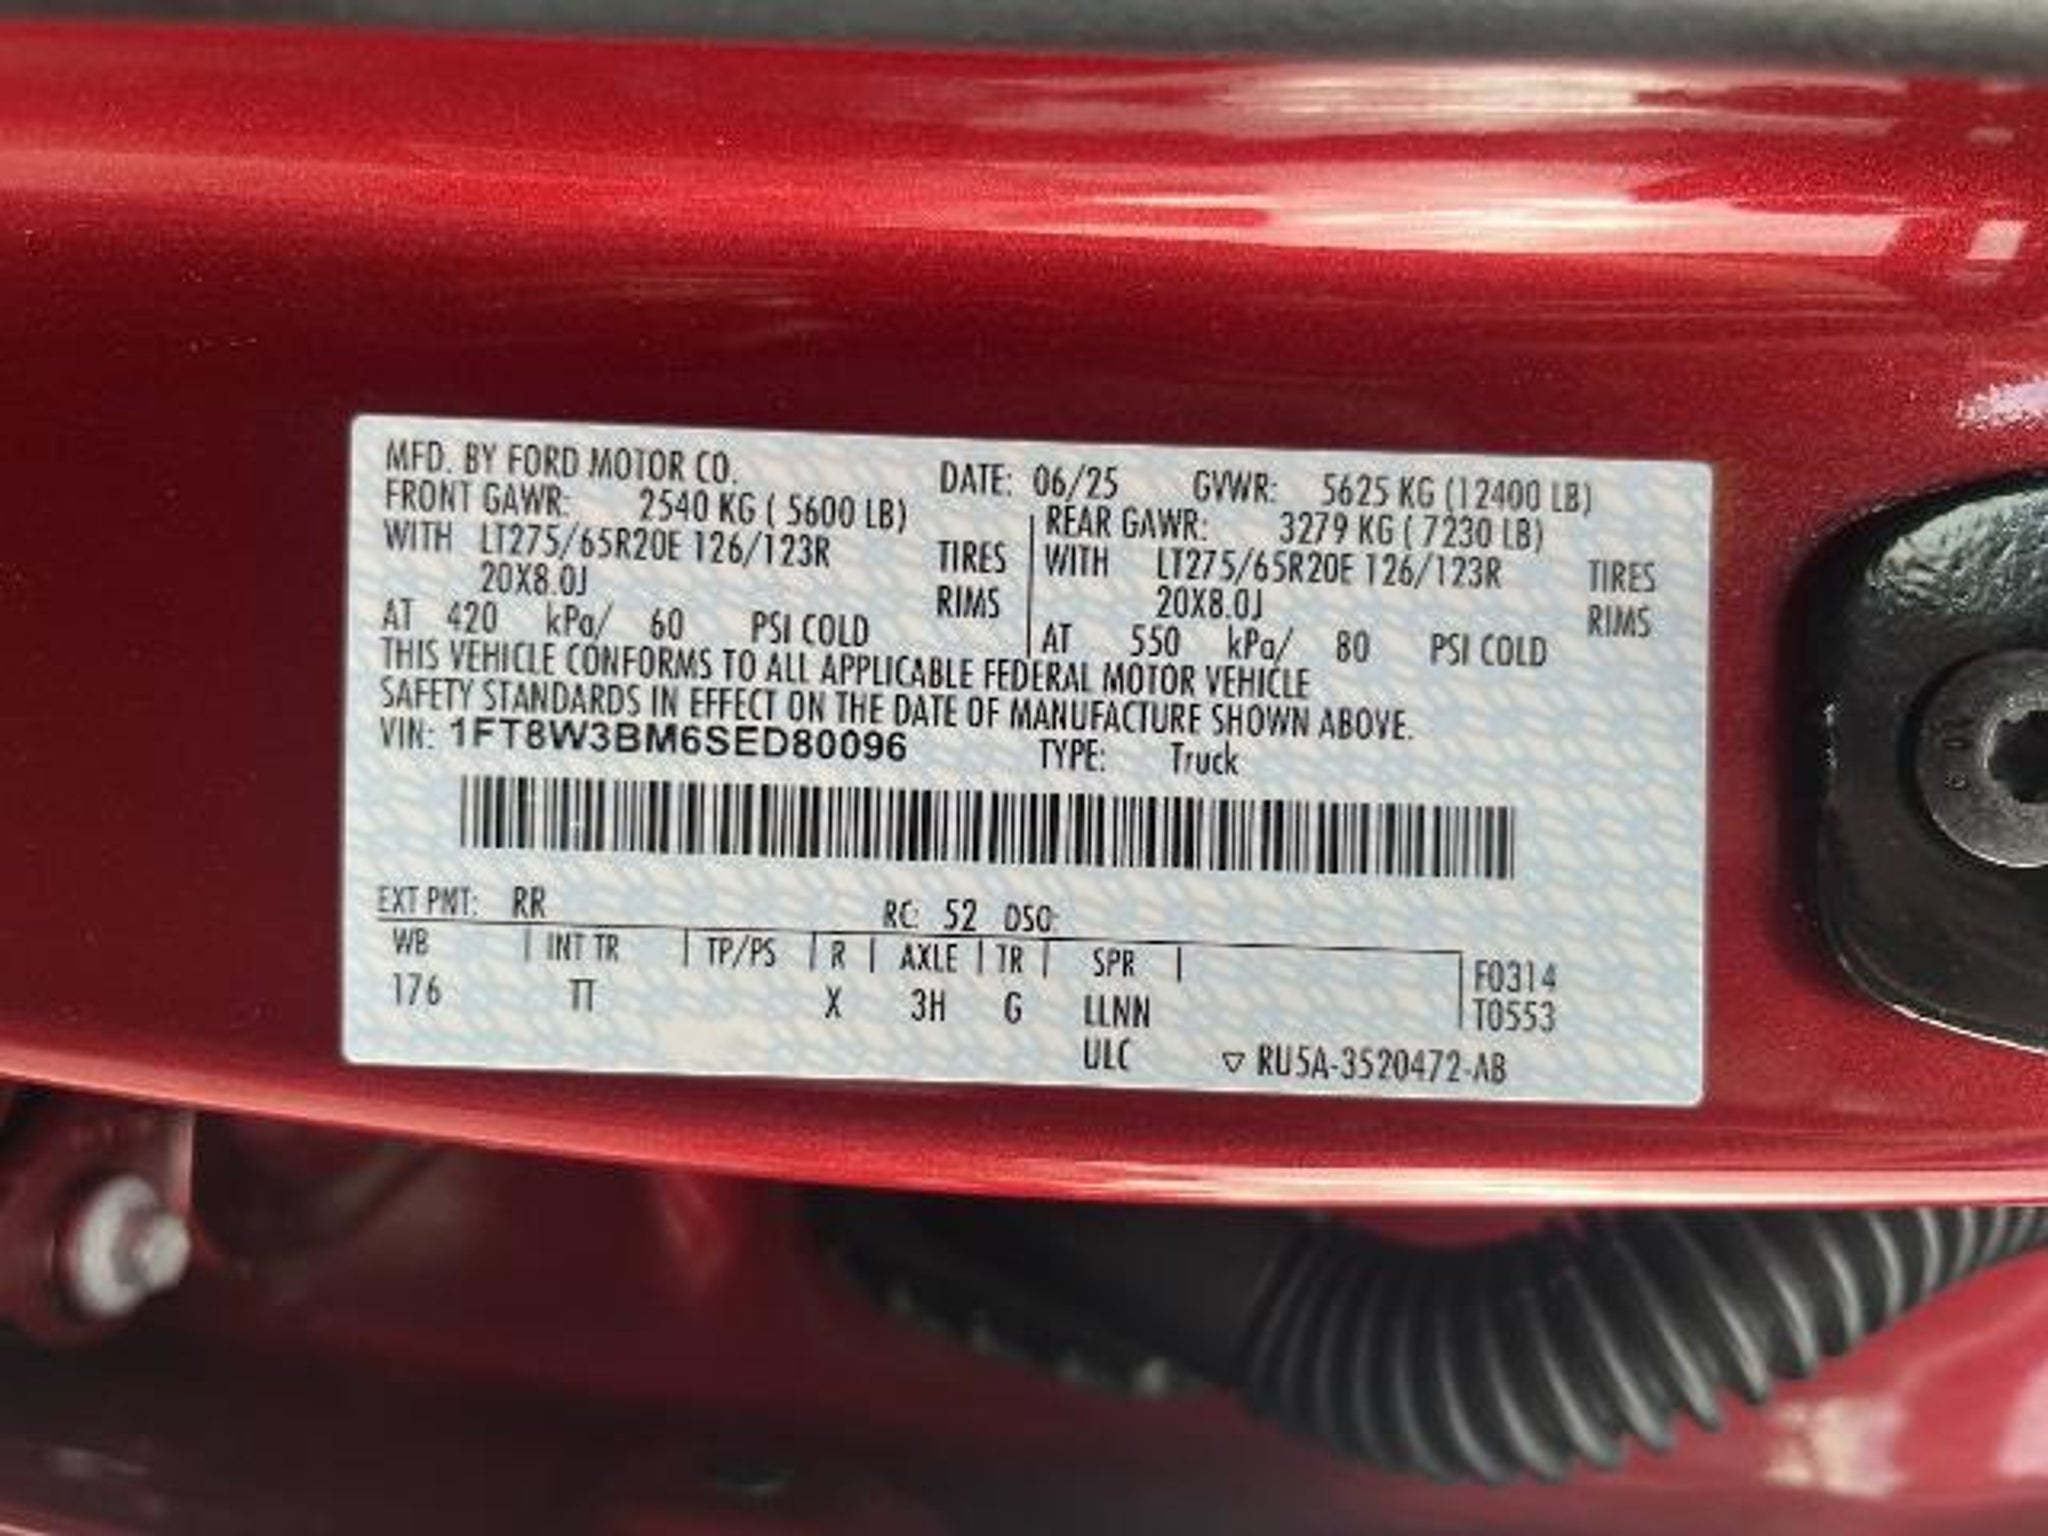 MFD. BY FORD MOTOR CO. DATE: 06/25 GVWR: 5625 KG (12400 LB)
FRONT GAWR: 2540 KG ( 5600 LB) REAR GAWR: 3279 KG ( 7230 LB)
WITH LT275/65R20E 126/123R TIRES WITH LT275/65R20E 126/123R TIRES
20X8.0J RIMS 20X8.0J RIMS
AT 420 kPa/ 60 PSI COLD AT 550 kPa/ 80 PSI COLD
THIS VEHICLE CONFORMS TO ALL APPLICABLE FEDERAL MOTOR VEHICLE
SAFETY STANDARDS IN EFFECT ON THE DATE OF MANUFACTURE SHOWN ABOVE.
VIN: 1FT8W3BM6SED80096 TYPE: Truck
EXT PNT: RR RC: 52 DSO:
WB INT TR TP/PS R AXLE TR SPR F0314
176 TT X 3H G LLNN T0553
ULC ▽ RU5A-3520472-AB